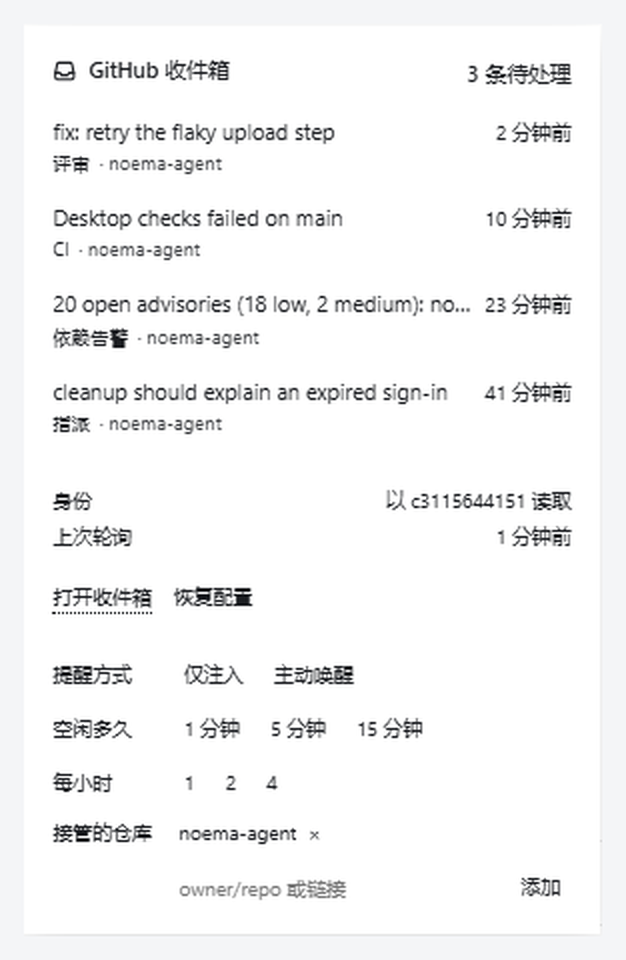 GitHub 收件箱 3 条待处理
fix: retry the flaky upload step 2 分钟前
评审 · noema-agent
Desktop checks failed on main 10 分钟前
CI · noema-agent
20 open advisories (18 low, 2 medium): no... 23 分钟前
依赖告警 · noema-agent
cleanup should explain an expired sign-in 41 分钟前
指派 · noema-agent
身份 以 c3115644151 读取
上次轮询 1 分钟前
打开收件箱 恢复配置
提醒方式 仅注入 主动唤醒
空闲多久 1 分钟 5 分钟 15 分钟
每小时 1 2 4
接管的仓库 noema-agent ×
owner/repo 或链接 添加